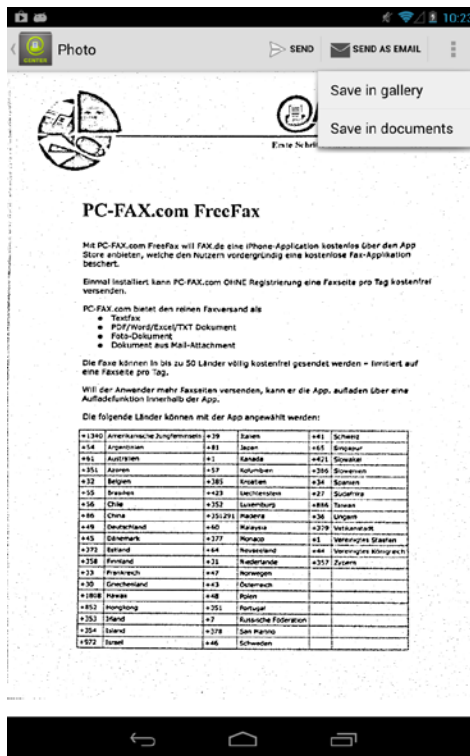 10:23
Photo
SEND
SEND AS EMAIL
Save in gallery
Save in documents
Erste
PC-FAX.com FreeFax
Mit PC-FAX.com FreeFax will FAX.de eine iPhone-Application kostenlos über den App
Store anbieten, welche den Nutzern vordergründig eine kostenlose Fax-Applikation
beschert.
Einmal installiert kann PC-FAX.com OHNE Registrierung eine Faxseite pro Tag kostenfrei
versenden.
PC-FAX.com bietet den reinen Faxversand als
Textfax
PDF/Word/Excel/TXT Dokument
Foto-Dokument
Dokument aus Mail-Attachment
Die Faxe können in bis zu 50 Länder völlig kostenfrei gesendet werden – limitiert auf
eine Faxseite pro Tag.
Will der Anwender mehr Faxseiten versenden, kann er die App. aufladen über eine
Aufladefunktion innerhalb der App.
Die folgende Länder können mit der App angewählt werden:
+1340 Amerikanische Jungferninseln +39 Italien +41 Schweiz
+54 Argentinien +81 Japan +65 Singapur
+61 Australien +1 Kanada +421 Slowakei
+351 Azoren +57 Kolumbien +386 Slowenien
+32 Belgien +385 Kroatien +34 Spanien
+55 Brasilien +423 Liechtenstein +27 Südafrika
+56 Chile +352 Luxemburg +886 Taiwan
+86 China +351291 Madeira +36 Ungarn
+49 Deutschland +60 Malaysia +379 Vatikanstadt
+45 Dänemark +377 Monaco +1 Vereinigtes Staaten
+372 Estland +64 Neuseeland +44 Vereinigtes Königreich
+358 Finnland +31 Niederlande +357 Zypern
+33 Frankreich +47 Norwegen
+30 Griechenland +43 Österreich
+1808 Hawaii +48 Polen
+852 Hongkong +351 Portugal
+353 Irland +7 Russische Föderation
+354 Island +378 San Marino
+972 Israel +46 Schweden